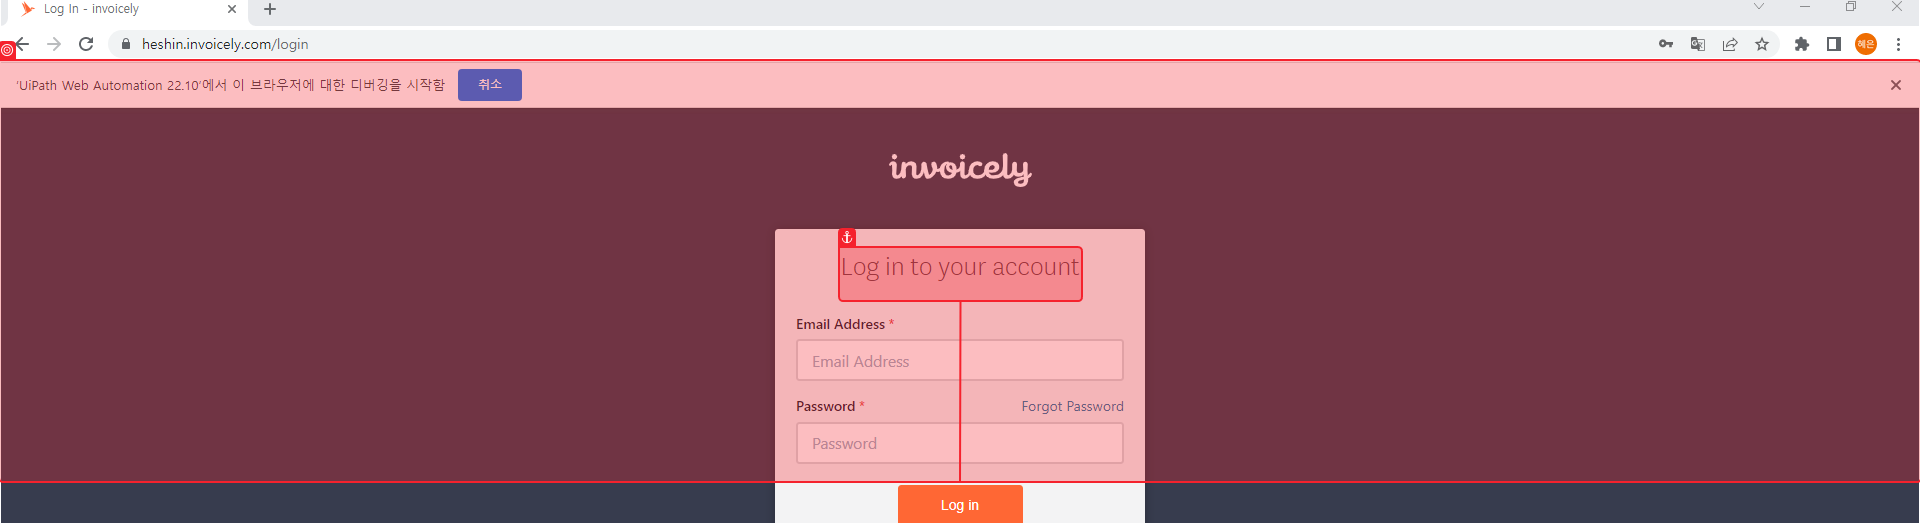 Log In - invoicely
heshin.invoicely.com/login
혜은
'UiPath Web Automation 22.10'에서 이 브라우저에 대한 디버깅을 시작함 취소
invoicely
Log in to your account
Email Address *
Email Address
Password * Forgot Password
Password
Log in